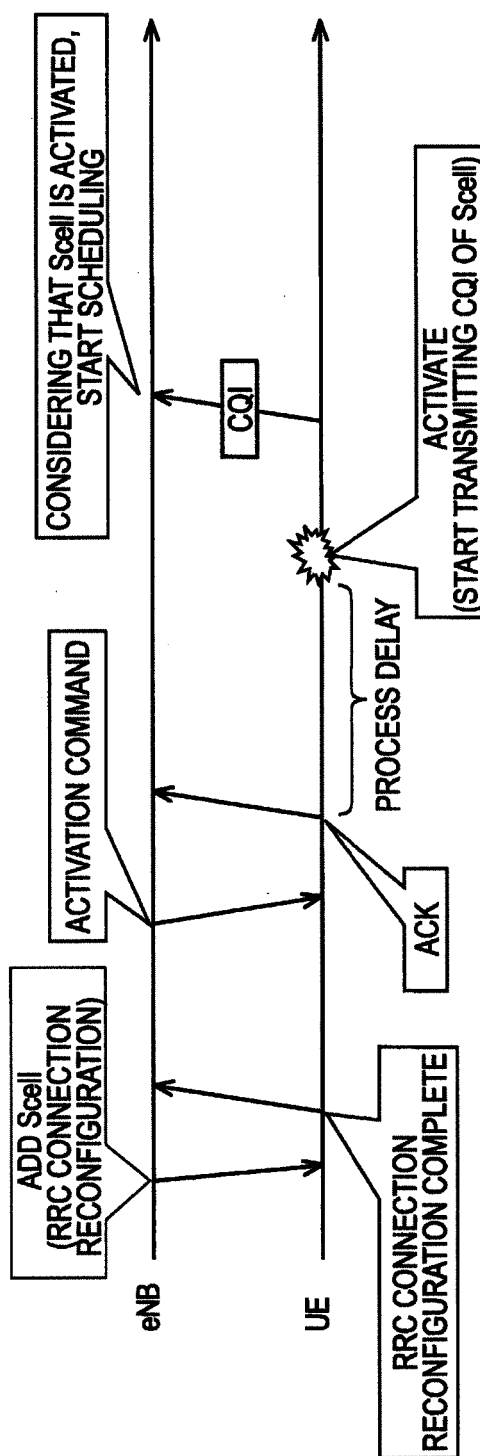 ADD Scell
(RRC CONNECTION
RECONFIGURATION)
ACTIVATION COMMAND
CONSIDERING THAT Scell IS ACTIVATED,
START SCHEDULING
eNB
CQI
UE
PROCESS DELAY
RRC CONNECTION
RECONFIGURATION COMPLETE
ACK
ACTIVATE
(START TRANSMITTING CQI OF Scell)